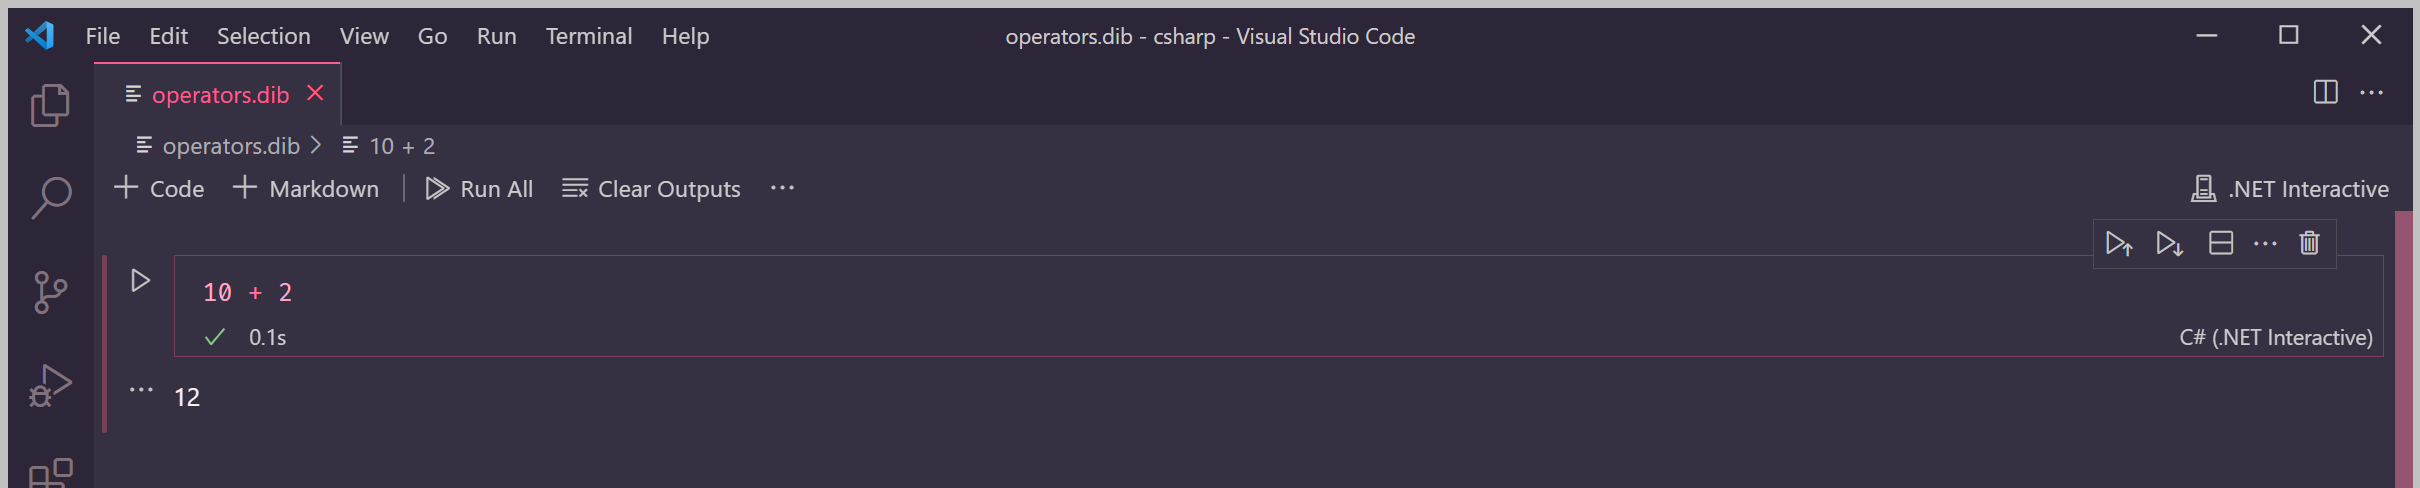 File Edit Selection View Go Run Terminal Help operators.dib - csharp - Visual Studio Code
operators.dib
operators.dib > 10 + 2
+ Code + Markdown Run All Clear Outputs ··· .NET Interactive
10 + 2
0.1s C# (.NET Interactive)
12